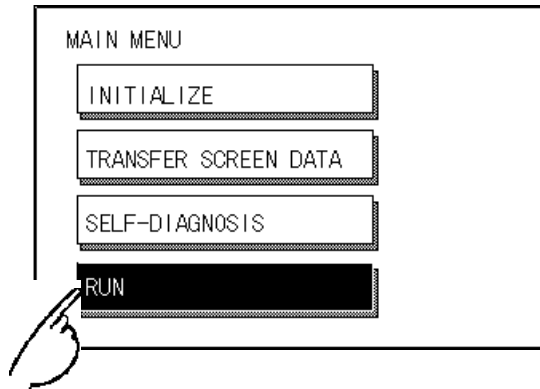 MAIN MENU
INITIALIZE
TRANSFER SCREEN DATA
SELF-DIAGNOSIS
RUN